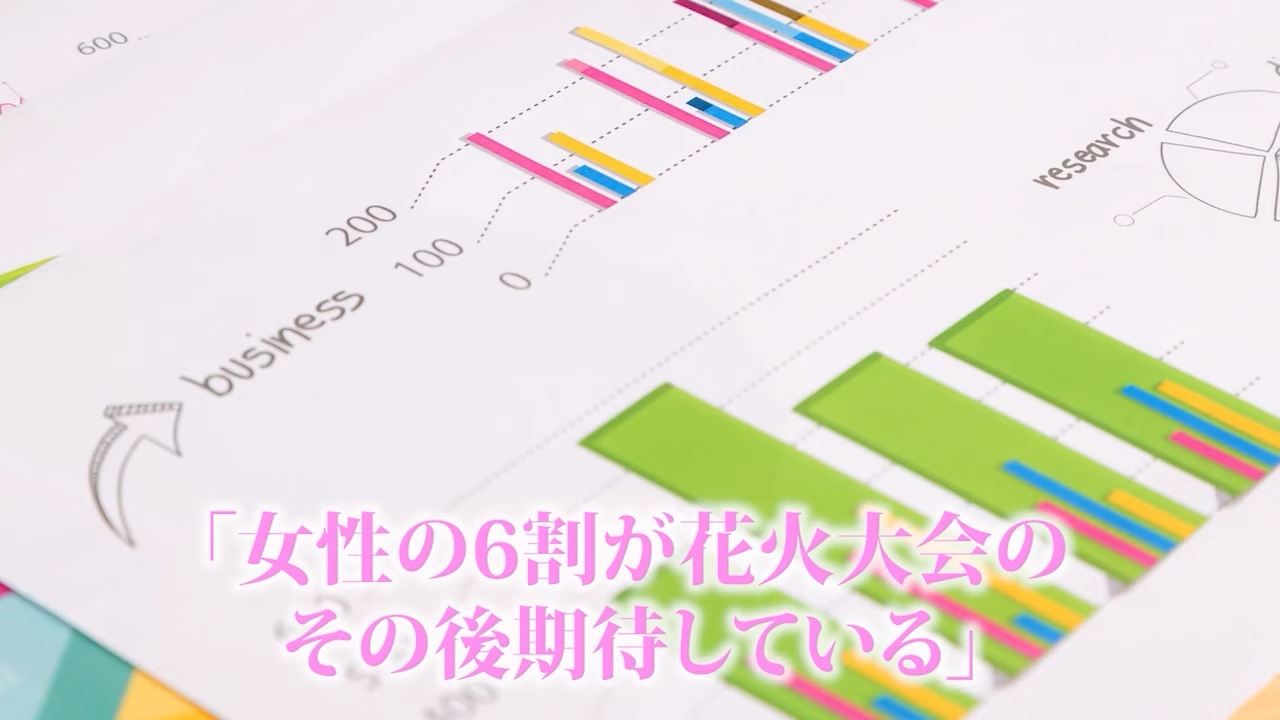 600
200
100
0
business
research
「女性の6割が花火大会の
その後期待している」